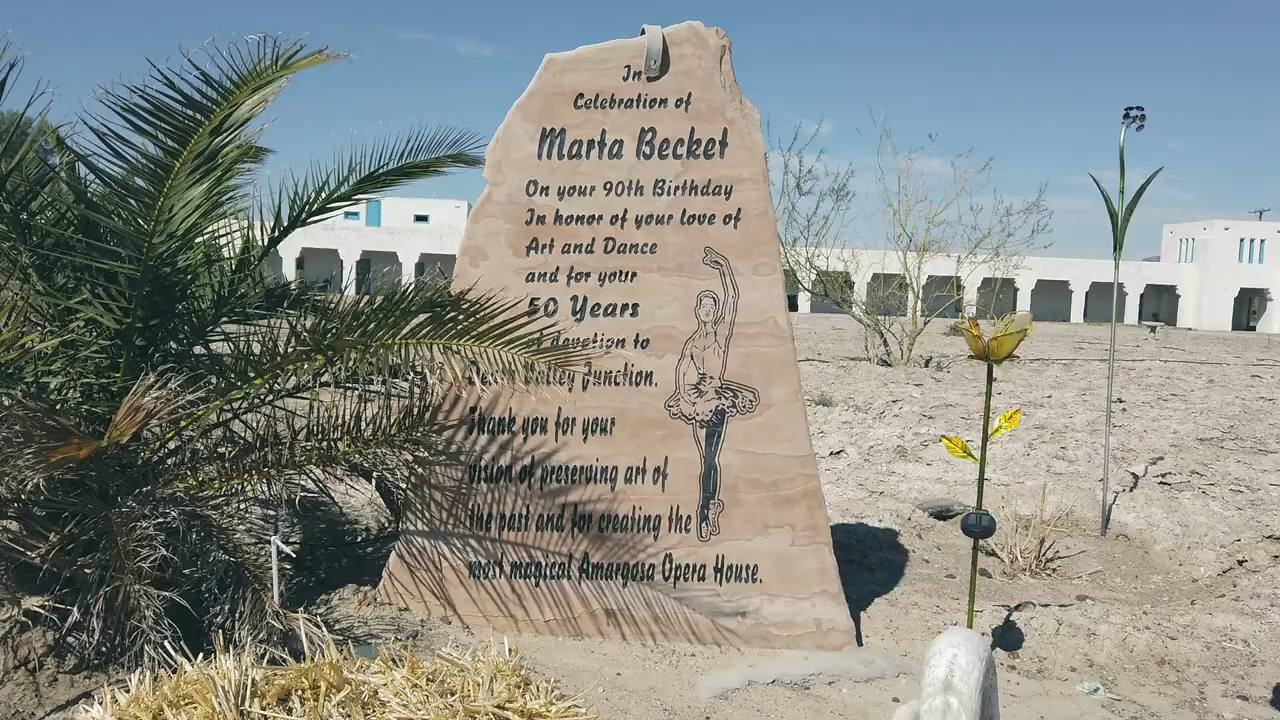 In
Celebration of
Marta Becket
On your 90th Birthday
In honor of your love of
Art and Dance
and for your
50 Years
of devotion to
Valley Junction.
Thank you for your
vision of preserving art of
the past and for creating the
most magical Amargosa Opera House.